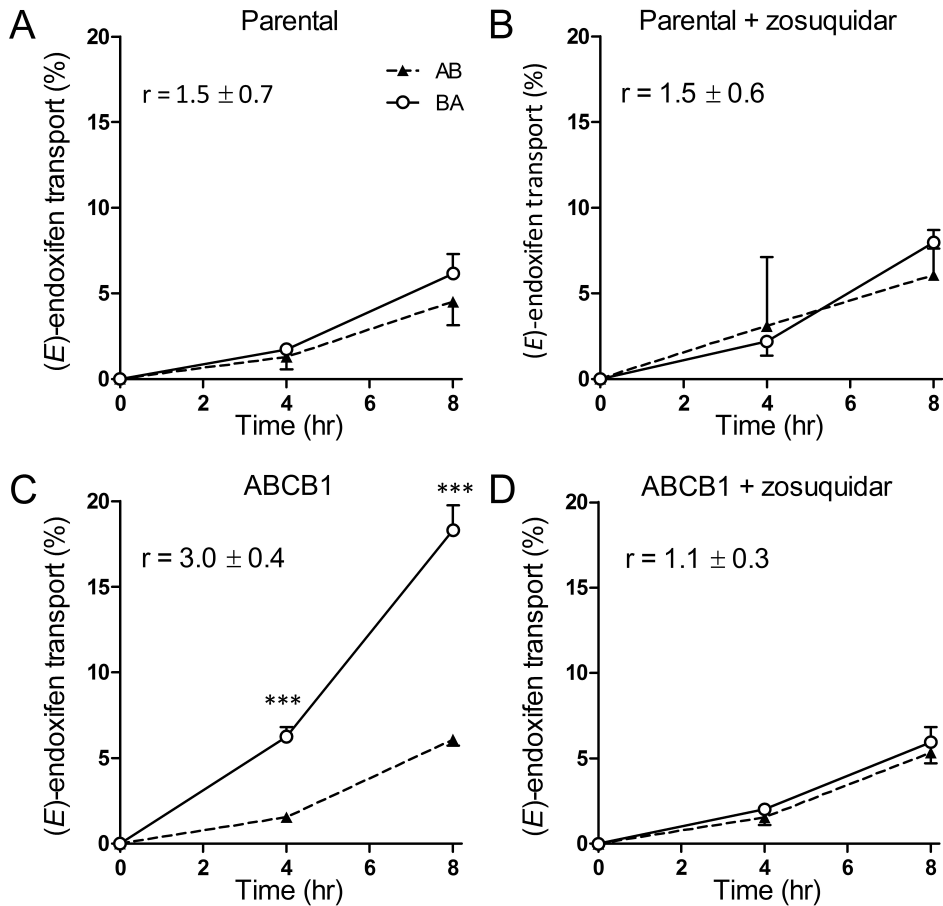 A
Parental
20
15
10
5
0
(E)-endoxifen transport (%)
r = 1.5 ± 0.7
AB
BA
0 2 4 6 8
Time (hr)
B
Parental + zosuquidar
20
15
10
5
0
(E)-endoxifen transport (%)
r = 1.5 ± 0.6
0 2 4 6 8
Time (hr)
C
ABCB1
20
15
10
5
0
(E)-endoxifen transport (%)
r = 3.0 ± 0.4
***
***
0 2 4 6 8
Time (hr)
D
ABCB1 + zosuquidar
20
15
10
5
0
(E)-endoxifen transport (%)
r = 1.1 ± 0.3
0 2 4 6 8
Time (hr)